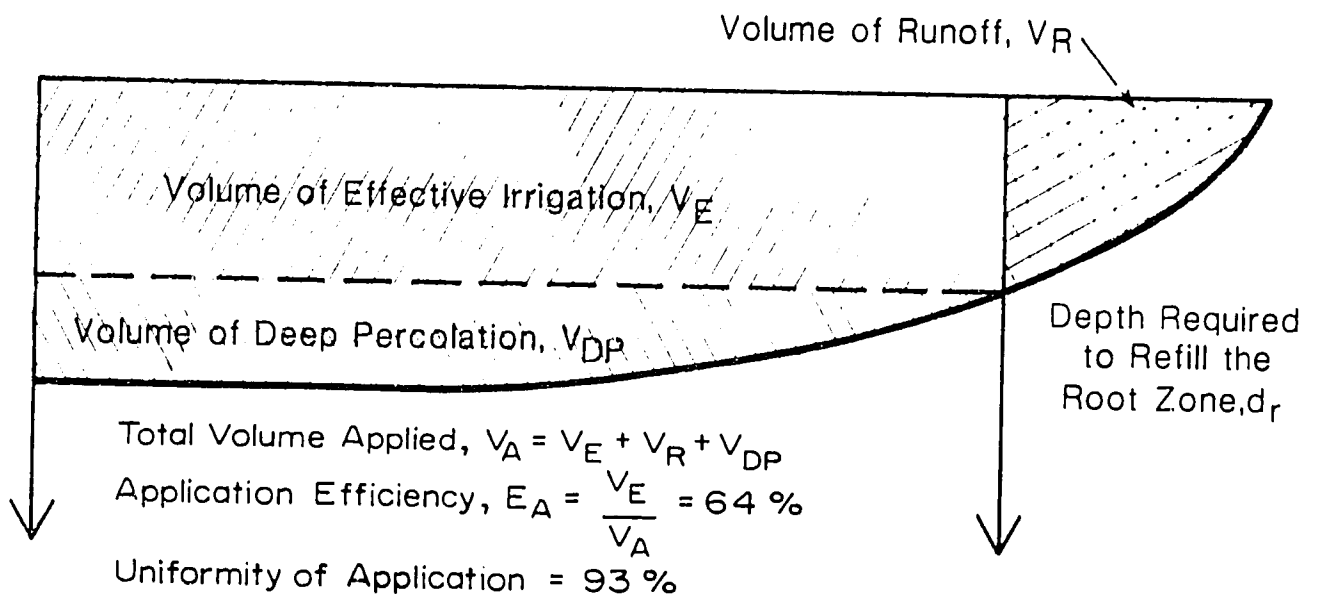 Volume of Runoff, VR
Volume of Effective Irrigation, VE
Volume of Deep Percolation, VDP
Depth Required
to Refill the
Root Zone,dr
Total Volume Applied, VA = VE + VR + VDP
Application Efficiency, EA = VE/VA = 64 %
Uniformity of Application = 93 %